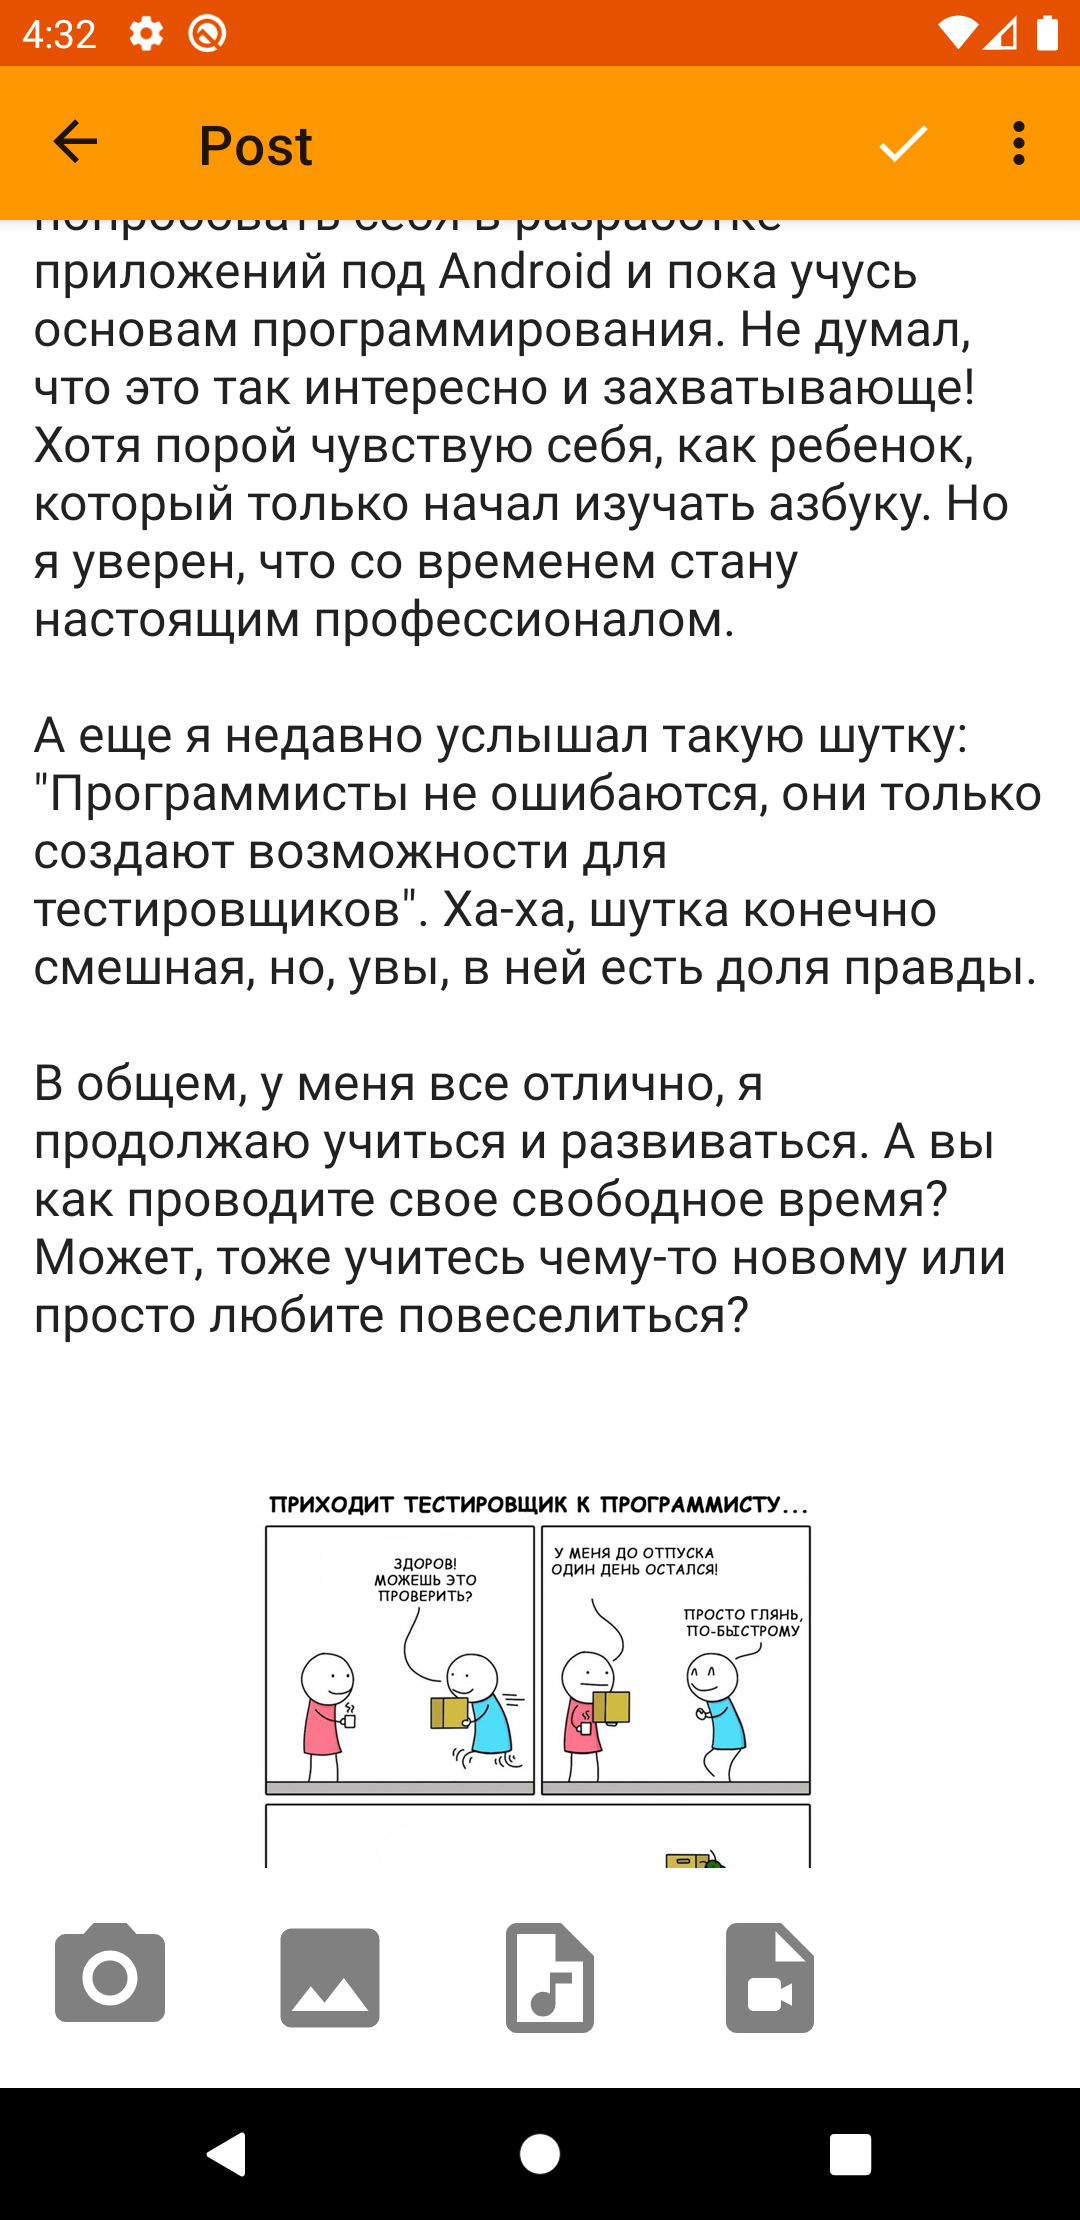 4:32
Post
попробовать себя в разработке
приложений под Android и пока учусь
основам программирования. Не думал,
что это так интересно и захватывающе!
Хотя порой чувствую себя, как ребенок,
который только начал изучать азбуку. Но
я уверен, что со временем стану
настоящим профессионалом.
А еще я недавно услышал такую шутку:
"Программисты не ошибаются, они только
создают возможности для
тестировщиков". Ха-ха, шутка конечно
смешная, но, увы, в ней есть доля правды.
В общем, у меня все отлично, я
продолжаю учиться и развиваться. А вы
как проводите свое свободное время?
Может, тоже учитесь чему-то новому или
просто любите повеселиться?
ПРИХОДИТ ТЕСТИРОВЩИК К ПРОГРАММИСТУ...
ЗДОРОВ!
МОЖЕШЬ ЭТО
ПРОВЕРИТЬ?
У МЕНЯ ДО ОТПУСКА
ОДИН ДЕНЬ ОСТАЛСЯ!
ПРОСТО ГЛЯНЬ,
ПО-БЫСТРОМУ